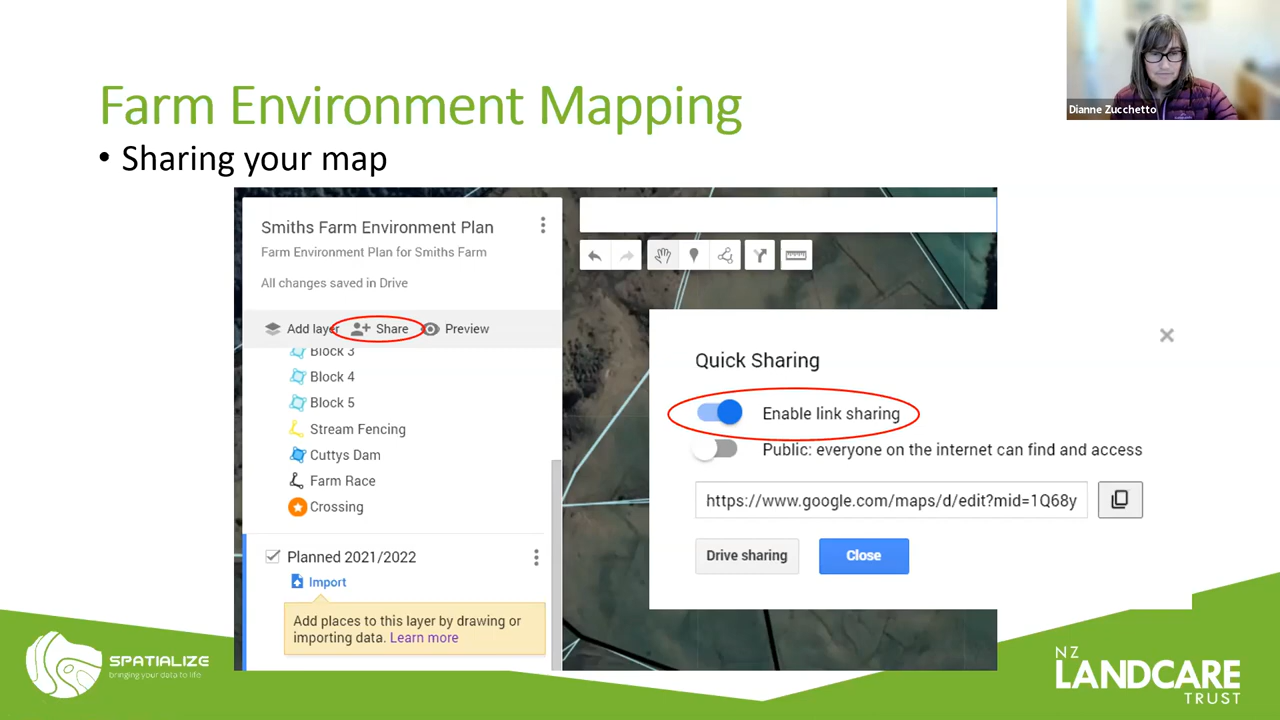 Farm Environment Mapping
• Sharing your map
Dianne Zucchetto
Smiths Farm Environment Plan
Farm Environment Plan for Smiths Farm
All changes saved in Drive
Add layer
Share
Preview
Block 3
Block 4
Block 5
Stream Fencing
Cuttys Dam
Farm Race
Crossing
Planned 2021/2022
Import
Add places to this layer by drawing or
importing data. Learn more
Quick Sharing
Enable link sharing
Public: everyone on the internet can find and access
https://www.google.com/maps/d/edit?mid=1Q68y
Drive sharing
Close
SPATIALIZE
bringing your data to life
NZ
LANDCARE
TRUST